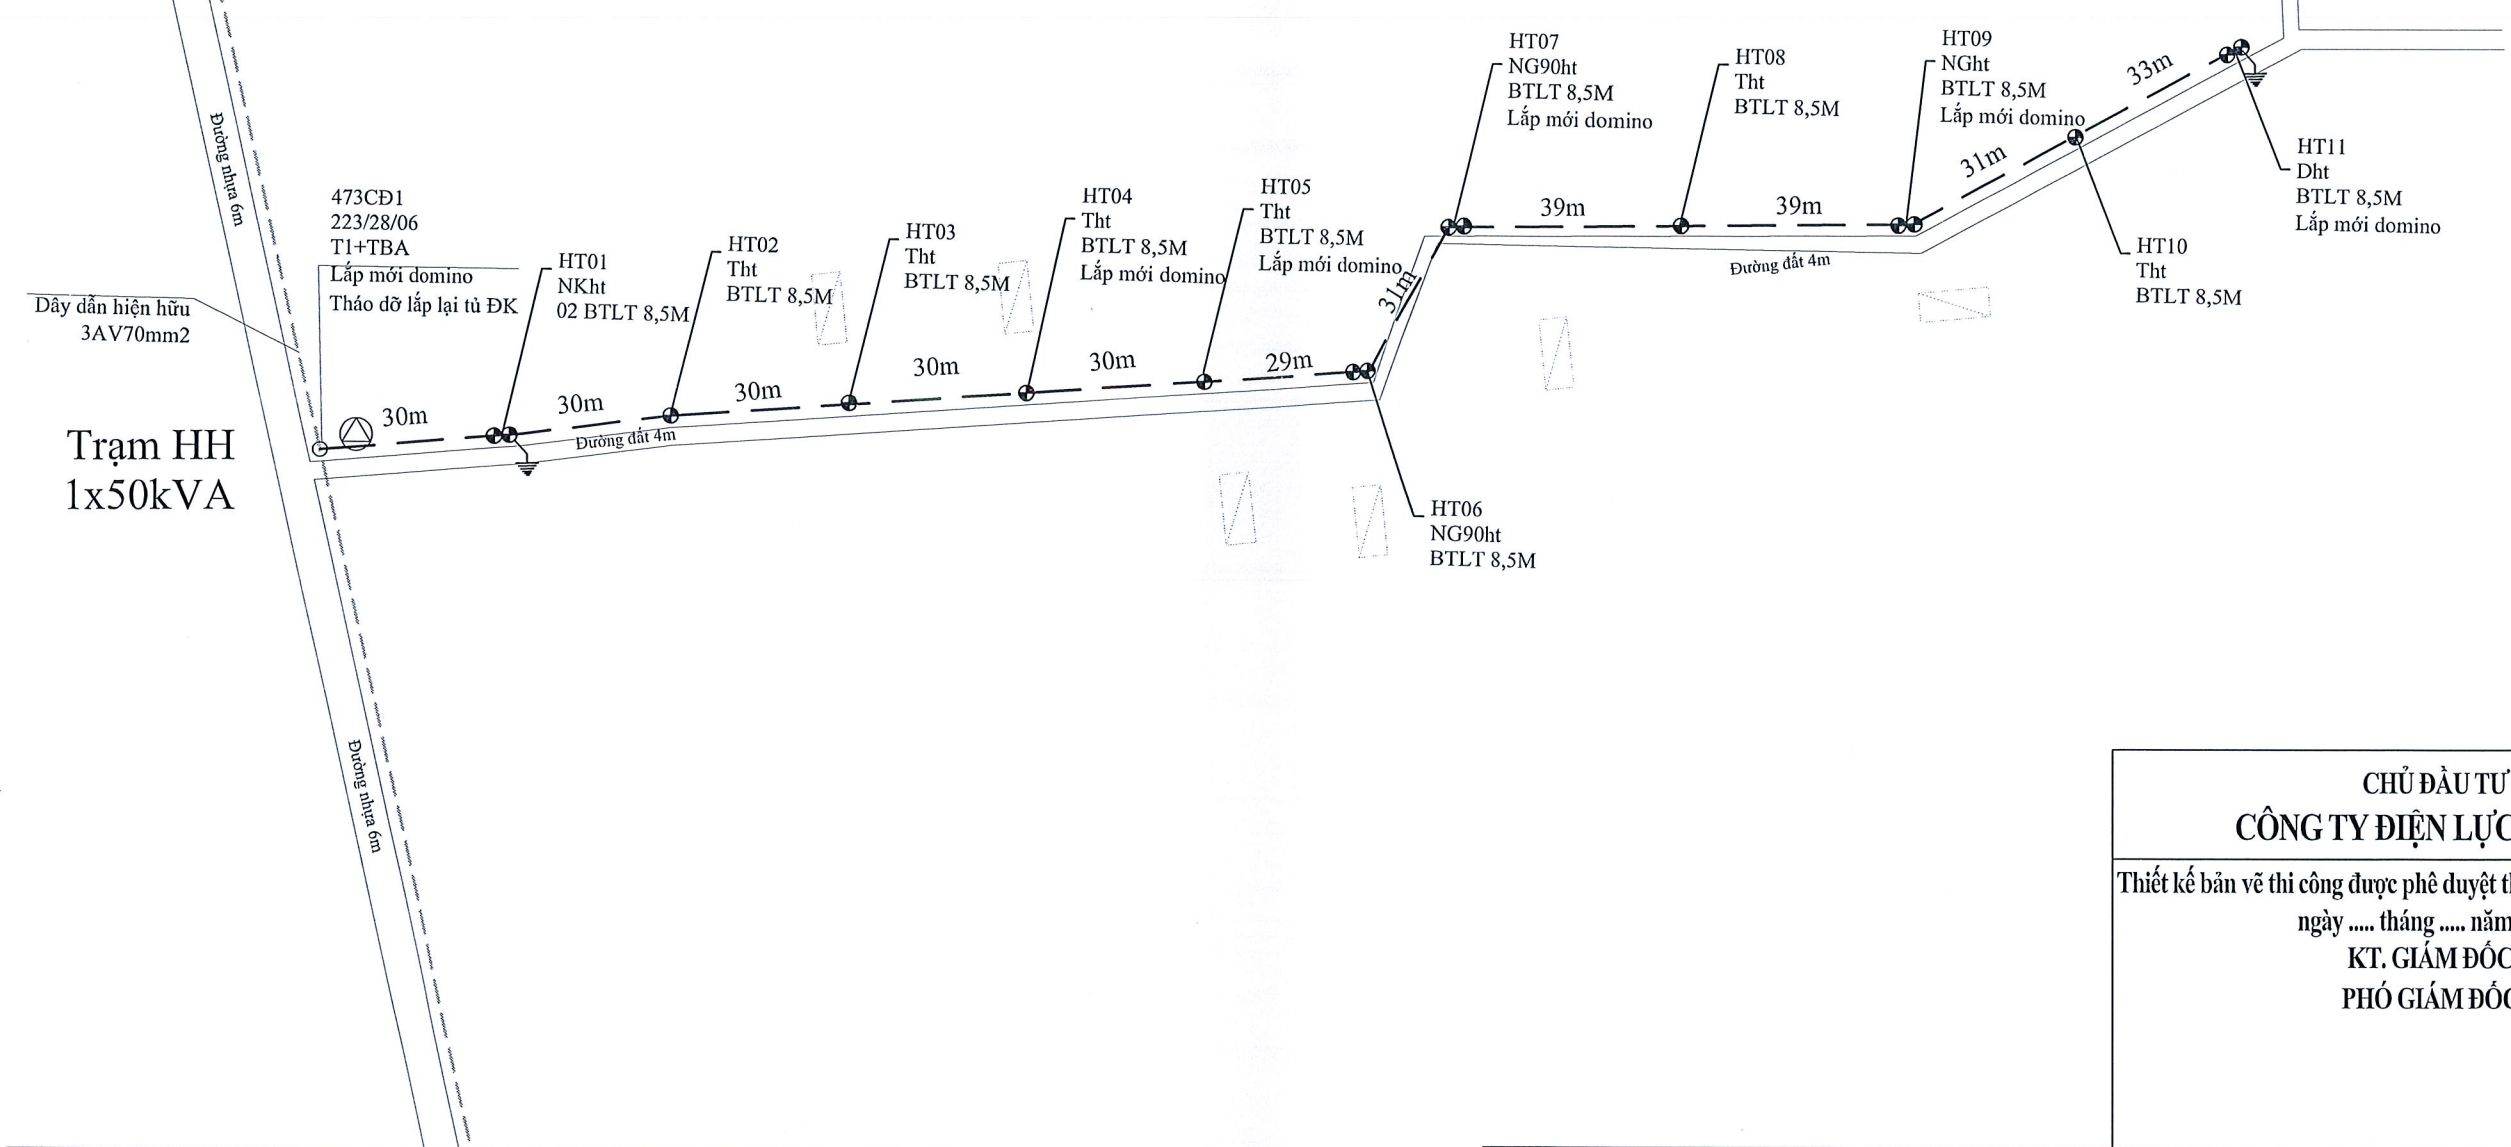 Đường nhựa 6m
473CĐ1
223/28/06
T1+TBA
Lắp mới domino
Tháo dỡ lắp lại tủ ĐK
Dây dẫn hiện hữu
3AV70mm2
Trạm HH
1x50kVA
30m
HT01
NKht
02 BTLT 8,5M
30m
HT02
Tht
BTLT 8,5M
Đường đất 4m
30m
HT03
Tht
BTLT 8,5M
30m
HT04
Tht
BTLT 8,5M
Lắp mới domino
30m
HT05
Tht
BTLT 8,5M
Lắp mới domino
29m
HT06
NG90ht
BTLT 8,5M
31m
HT07
NG90ht
BTLT 8,5M
Lắp mới domino
39m
HT08
Tht
BTLT 8,5M
39m
Đường đất 4m
HT09
NGht
BTLT 8,5M
Lắp mới domino
31m
HT10
Tht
BTLT 8,5M
33m
HT11
Dht
BTLT 8,5M
Lắp mới domino
Đường nhựa 6m
CHỦ ĐẦU TƯ
CÔNG TY ĐIỆN LỰC
Thiết kế bản vẽ thi công được phê duyệt
ngày ..... tháng ..... năm
KT. GIÁM ĐỐC
PHÓ GIÁM ĐỐC